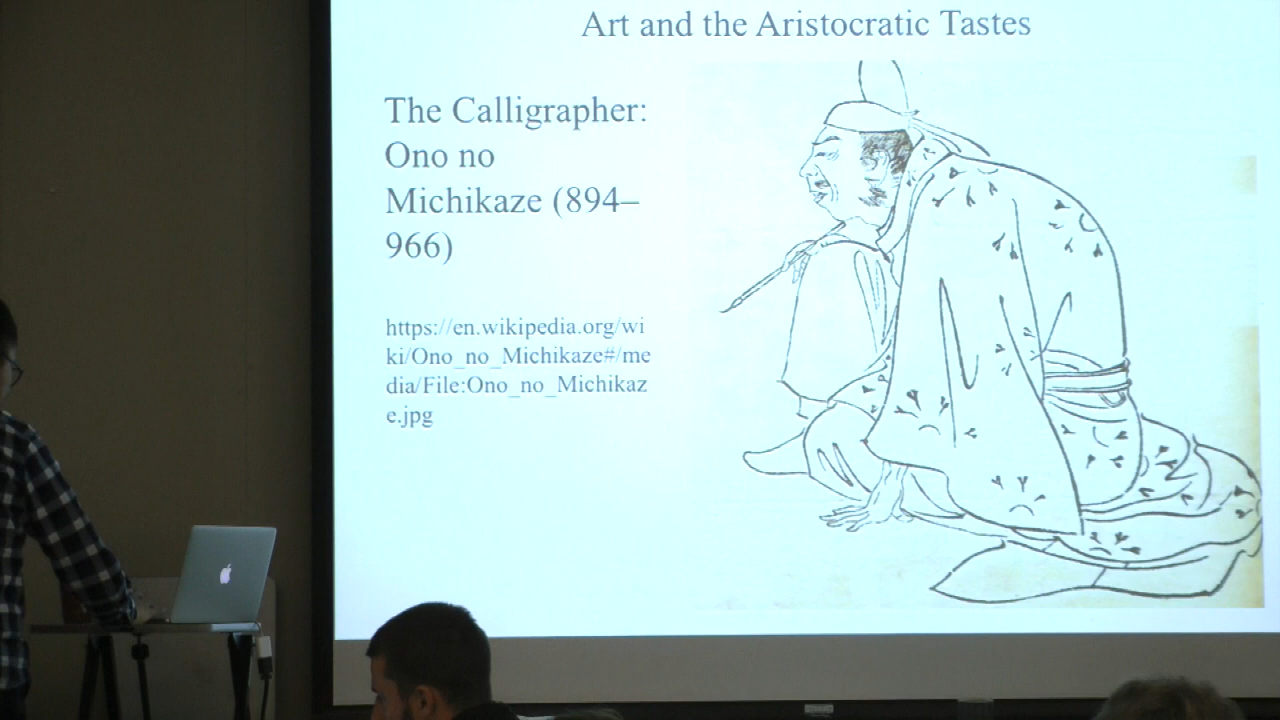 Art and the Aristocratic Tastes
The Calligrapher:
Ono no
Michikaze (894–
966)
https://en.wikipedia.org/wi
ki/Ono_no_Michikaze#/me
dia/File:Ono_no_Michikaz
e.jpg